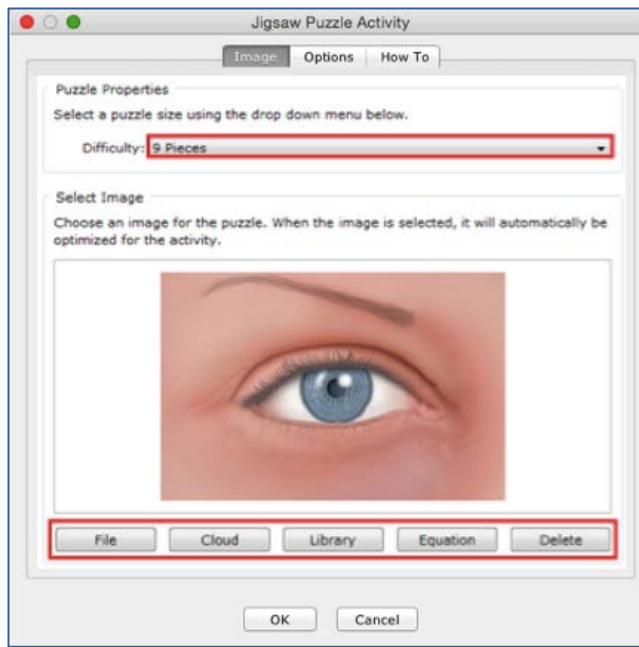 Jigsaw Puzzle Activity
Image Options How To
Puzzle Properties
Select a puzzle size using the drop down menu below.
Difficulty: 9 Pieces
Select Image
Choose an image for the puzzle. When the image is selected, it will automatically be
optimized for the activity.
File Cloud Library Equation Delete
OK Cancel